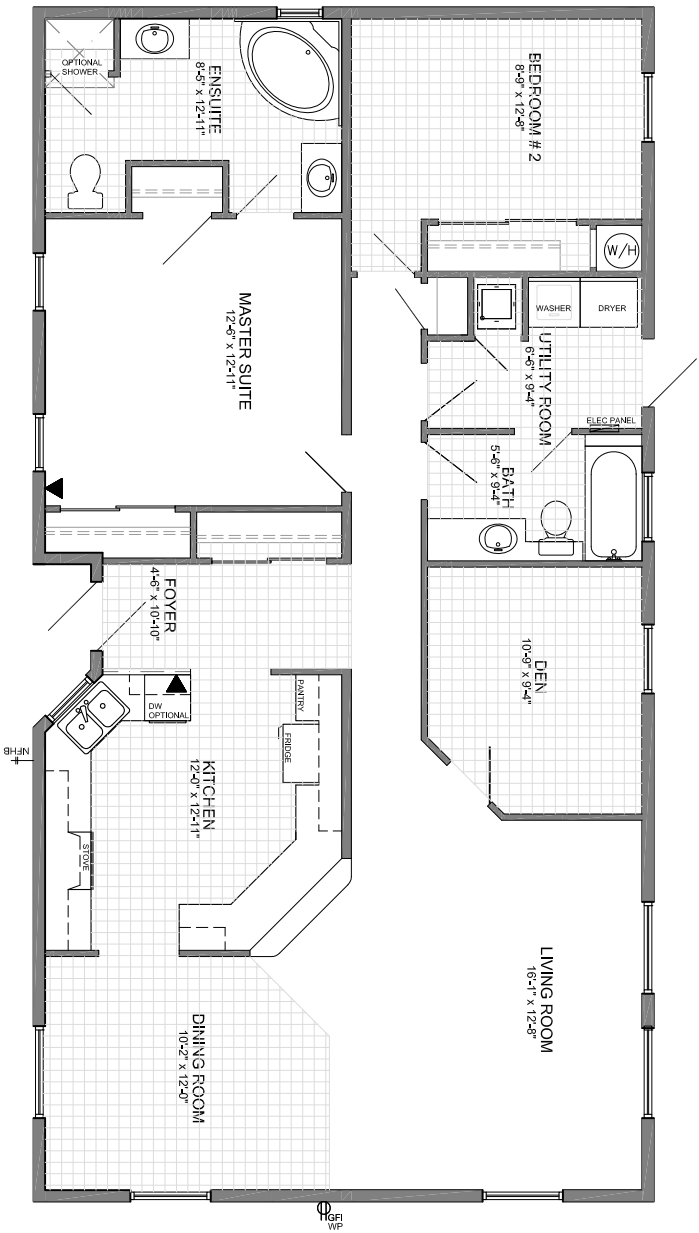 OPTIONAL
SHOWER
ENSUITE
8'-5" x 12'-11"
BEDROOM # 2
8'-9" x 12'-8"
W/H
MASTER SUITE
12'-6" x 12'-11"
WASHER
DRYER
UTILITY ROOM
6'-6" x 9'-4"
ELEC PANEL
BATH
5'-6" x 9'-4"
FOYER
4'-6" x 10'-10"
DEN
10'-9" x 9'-4"
PANTRY
DW
OPTIONAL
FRIDGE
NFHB
KITCHEN
12'-0" x 12'-11"
STOVE
LIVING ROOM
16'-1" x 12'-8"
DINING ROOM
10'-2" x 12'-0"
GFI
WP